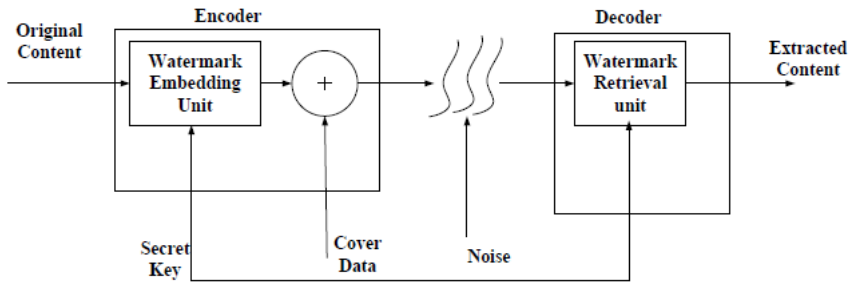 Encoder
Decoder
Original
Content
Watermark
Embedding
Unit
+
Watermark
Retrieval
unit
Extracted
Content
Secret
Key
Cover
Data
Noise